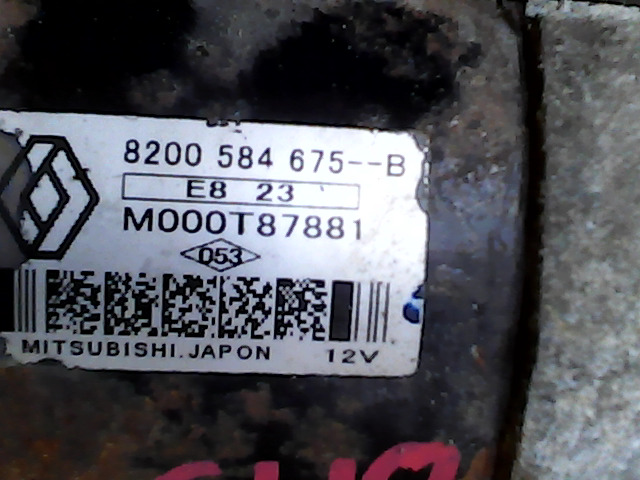 8200 584 675--B
E8 23
M000T87881
053
MITSUBISHI.JAPON 12V